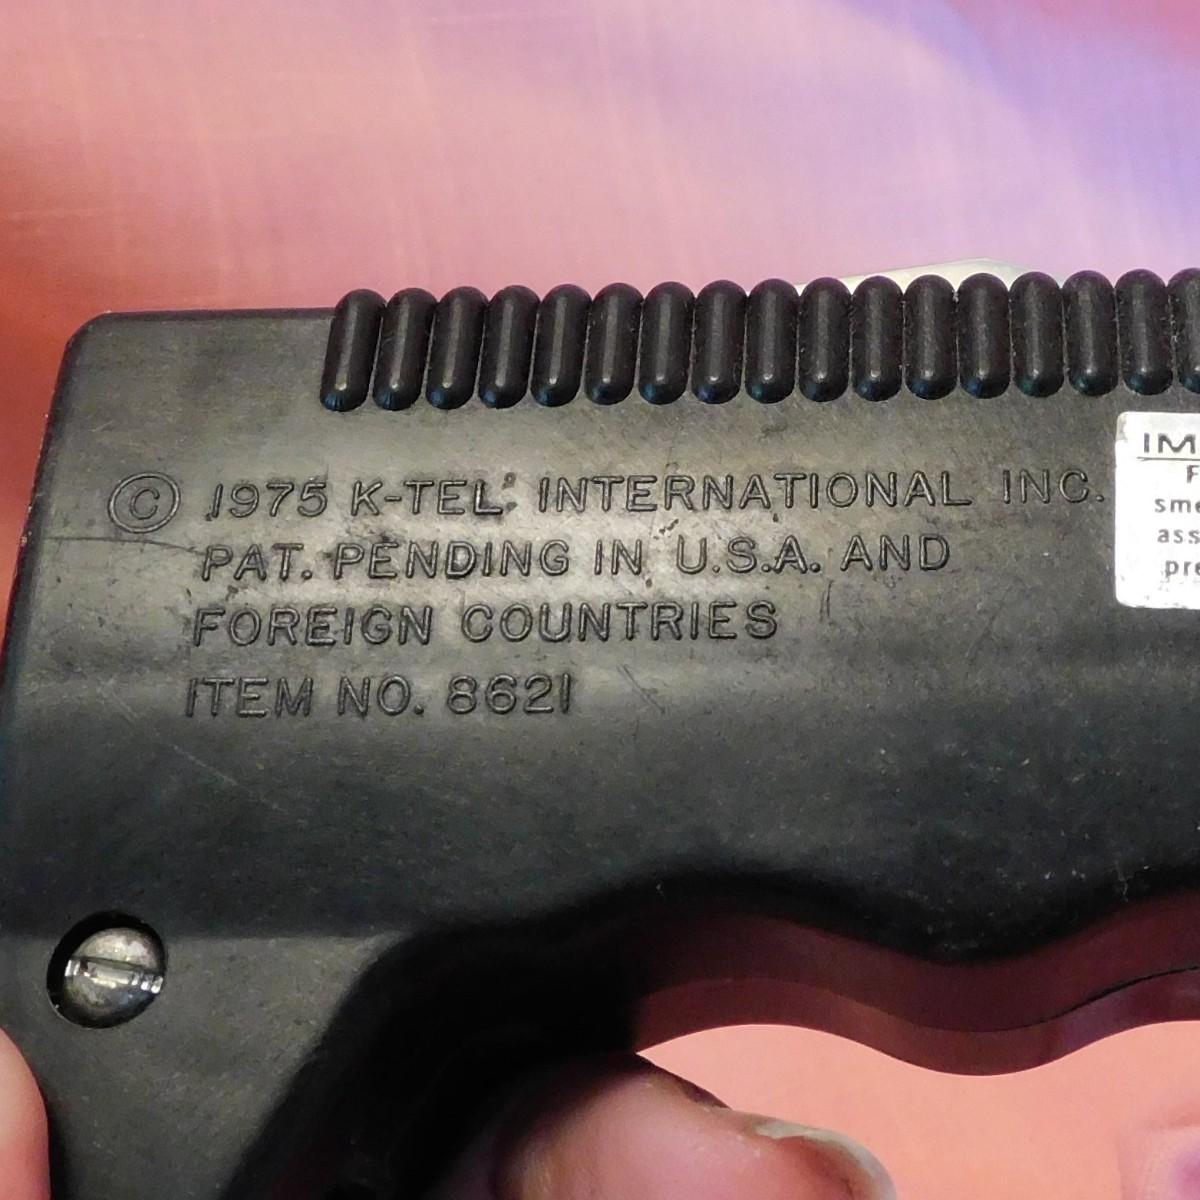 © 1975 K-TEL® INTERNATIONAL INC.
PAT. PENDING IN U.S.A. AND
FOREIGN COUNTRIES
ITEM NO. 8621